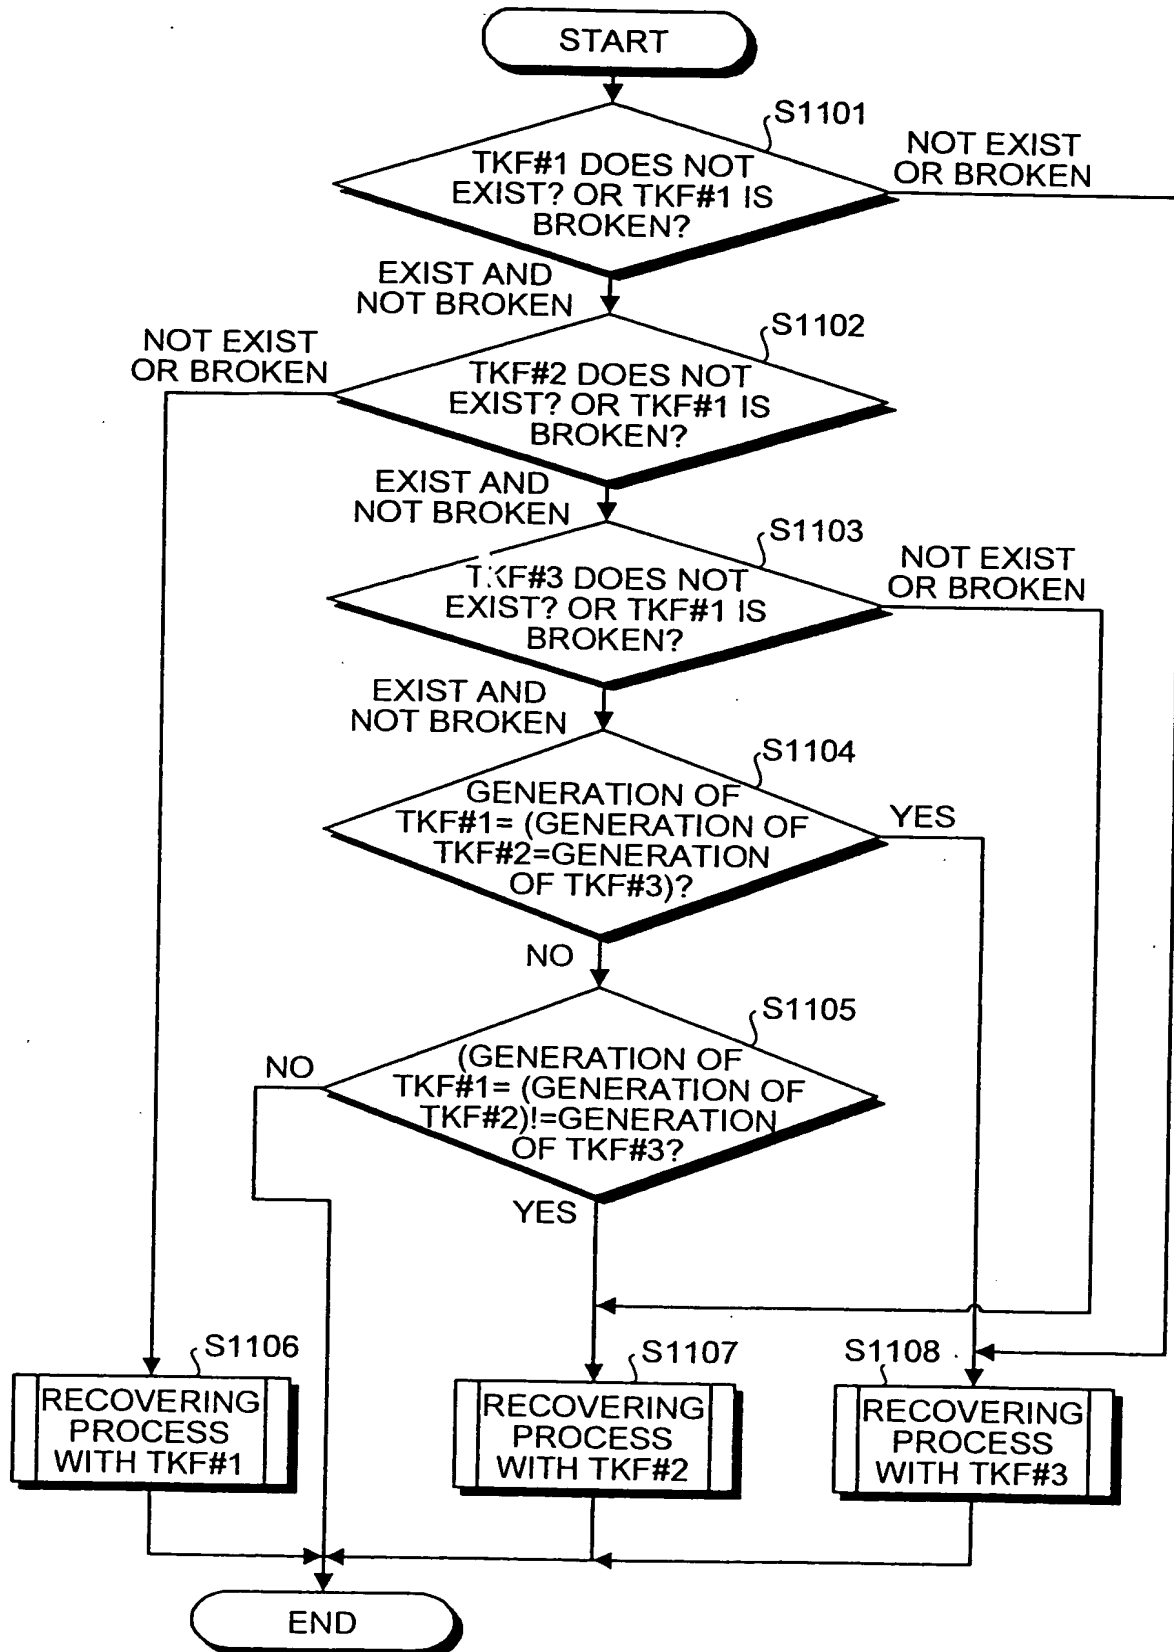 START
S1101
TKF#1 DOES NOT
EXIST? OR TKF#1 IS
BROKEN?
NOT EXIST
OR BROKEN
EXIST AND
NOT BROKEN
S1102
NOT EXIST
OR BROKEN
TKF#2 DOES NOT
EXIST? OR TKF#1 IS
BROKEN?
EXIST AND
NOT BROKEN
S1103
TKF#3 DOES NOT
EXIST? OR TKF#1 IS
BROKEN?
NOT EXIST
OR BROKEN
EXIST AND
NOT BROKEN
S1104
GENERATION OF
TKF#1= (GENERATION OF
TKF#2=GENERATION
OF TKF#3)?
YES
NO
S1105
(GENERATION OF
TKF#1= (GENERATION OF
TKF#2)!=GENERATION
OF TKF#3?
NO
YES
S1106
RECOVERING
PROCESS
WITH TKF#1
S1107
RECOVERING
PROCESS
WITH TKF#2
S1108
RECOVERING
PROCESS
WITH TKF#3
END